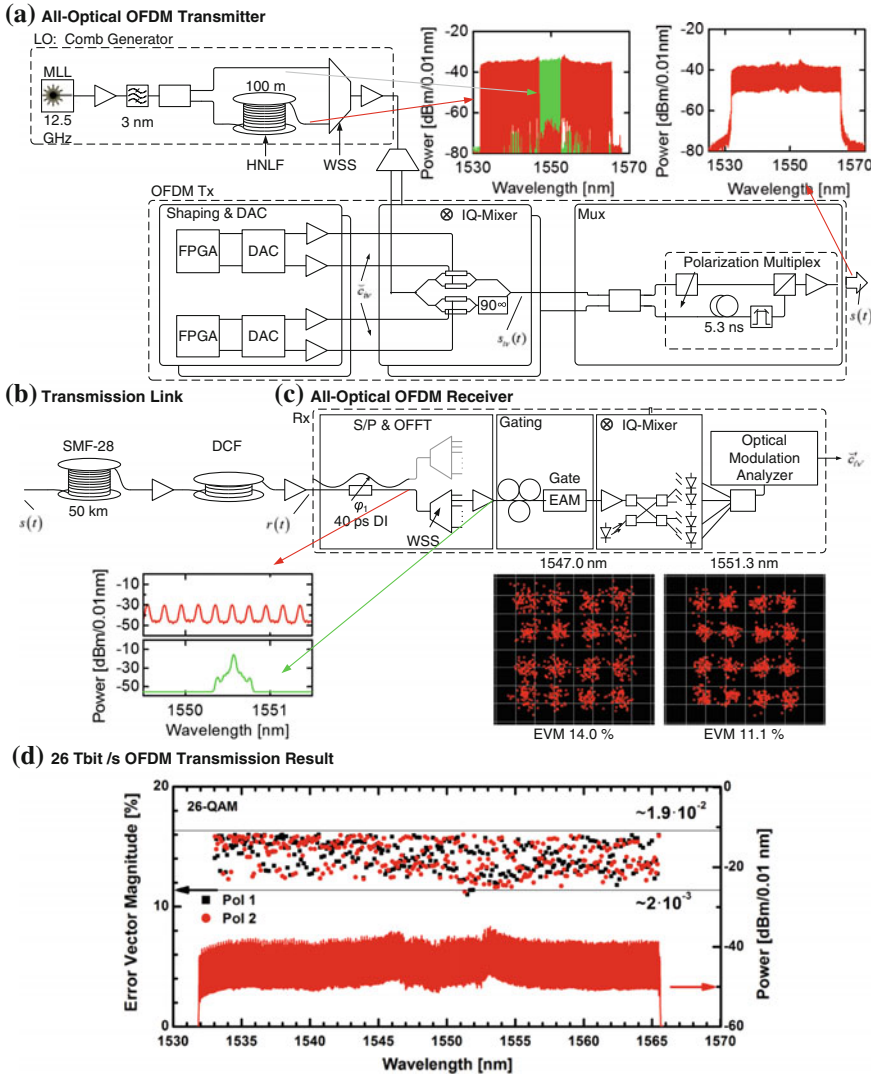 (a) All-Optical OFDM Transmitter
LO: Comb Generator
MLL
12.5
GHz
3 nm
100 m
HNLF
WSS
Power [dBm/0.01nm]
-20
-40
-60
-80
1530
1550
1570
Wavelength [nm]
Power [dBm/0.01nm]
-20
-40
-60
-80
1530
1550
1570
Wavelength [nm]
OFDM Tx
Shaping & DAC
FPGA
DAC
FPGA
DAC
⊗ IQ-Mixer
90∞
Mux
Polarization Multiplex
5.3 ns
s(t)
(b) Transmission Link
SMF-28
50 km
DCF
s(t)
r(t)
(c) All-Optical OFDM Receiver
Rx
S/P & OFFT
φ1
40 ps DI
WSS
Gating
Gate
EAM
⊗ IQ-Mixer
Optical
Modulation
Analyzer
Power [dBm/0.01nm]
-10
-30
-50
-10
-30
-50
1550
1551
Wavelength [nm]
1547.0 nm
1551.3 nm
EVM 14.0 %
EVM 11.1 %
(d) 26 Tbit /s OFDM Transmission Result
Error Vector Magnitude [%]
20
10
0
26-QAM
~1.9·10-2
~2·10-3
Pol 1
Pol 2
0
-20
-40
-60
Power [dBm/0.01 nm]
1530 1535 1540 1545 1550 1555 1560 1565 1570
Wavelength [nm]